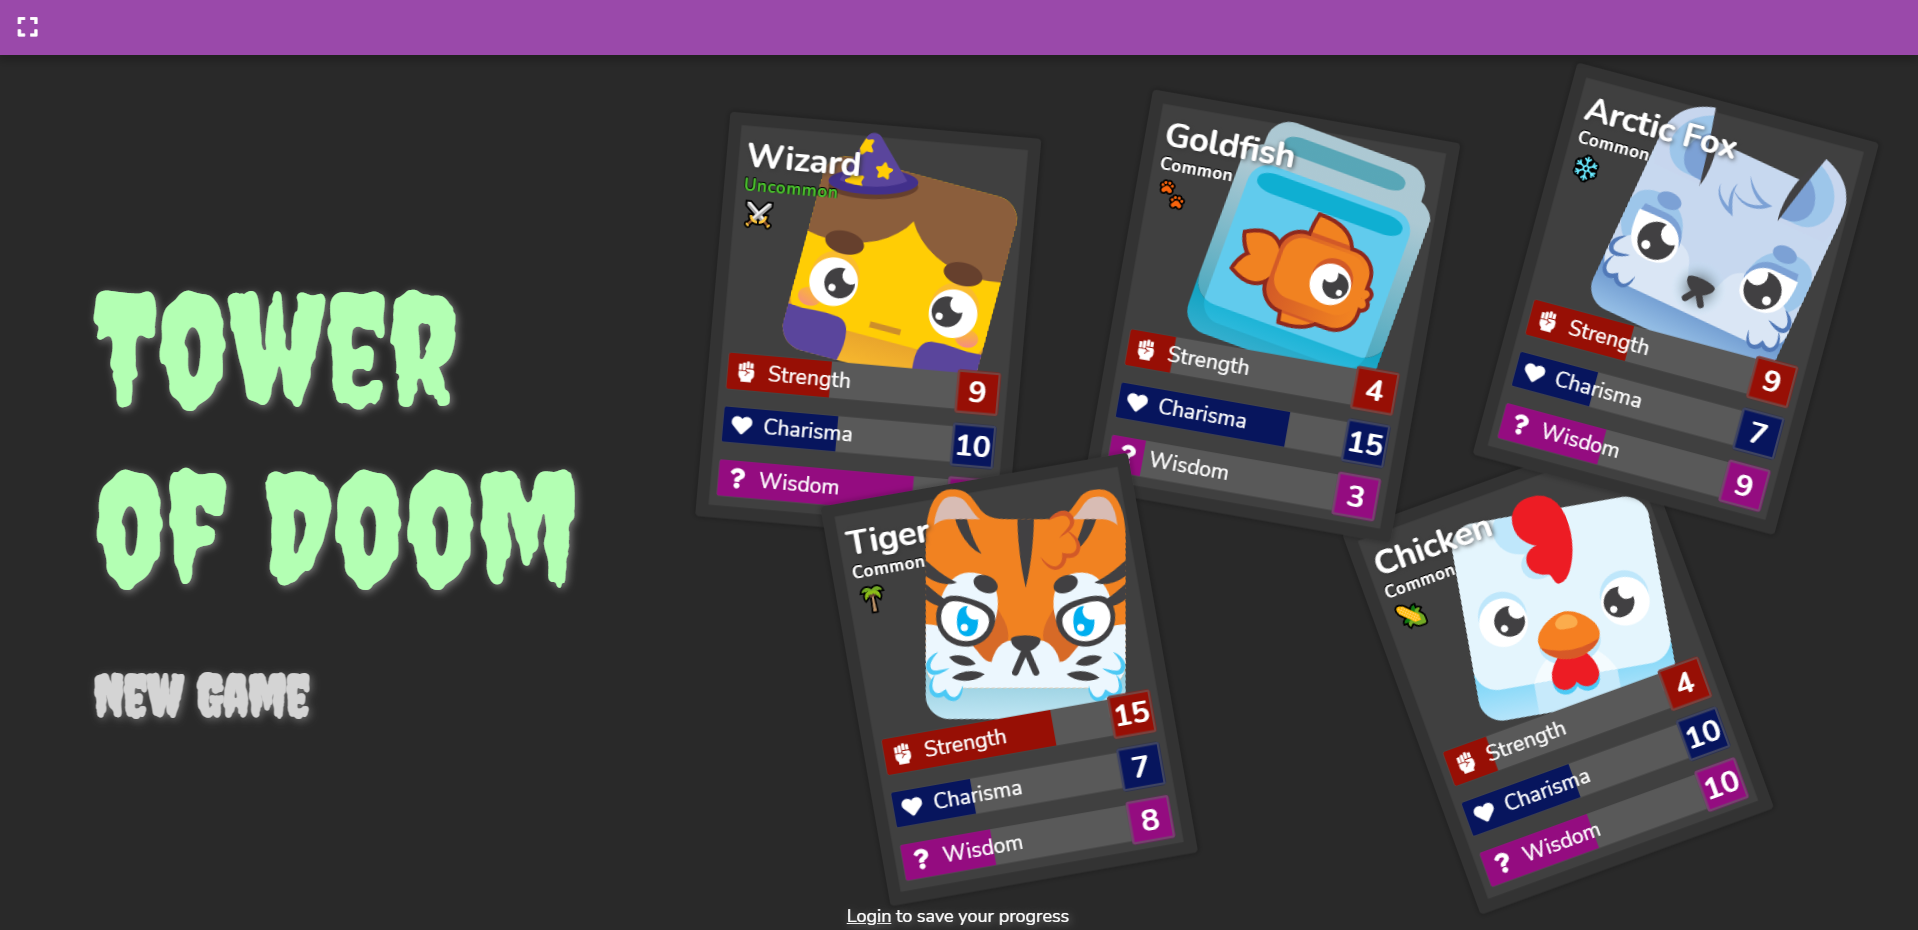 TOWER
OF DOOM
NEW GAME
Wizard
Uncommon
Strength 9
Charisma 10
Wisdom
Goldfish
Common
Strength 4
Charisma 15
? Wisdom 3
Arctic Fox
Common
Strength 9
Charisma 7
? Wisdom 9
Tiger
Common
Strength 15
Charisma 7
? Wisdom 8
Chicken
Common
Strength 4
Charisma 10
? Wisdom 10
Login to save your progress